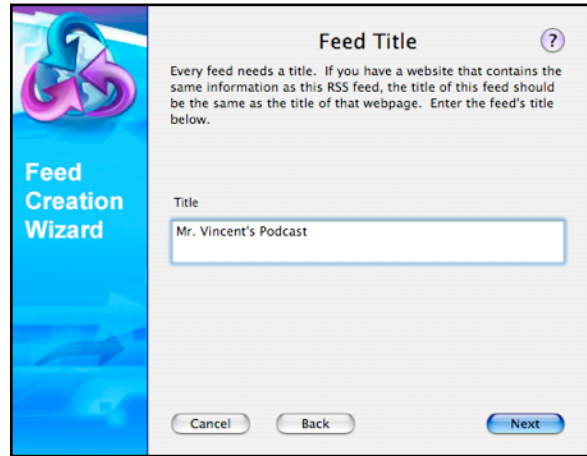 Feed Title
?
Every feed needs a title. If you have a website that contains the
same information as this RSS feed, the title of this feed should
be the same as the title of that webpage. Enter the feed's title
below.
Feed
Creation
Wizard
Title
Mr. Vincent's Podcast
Cancel
Back
Next